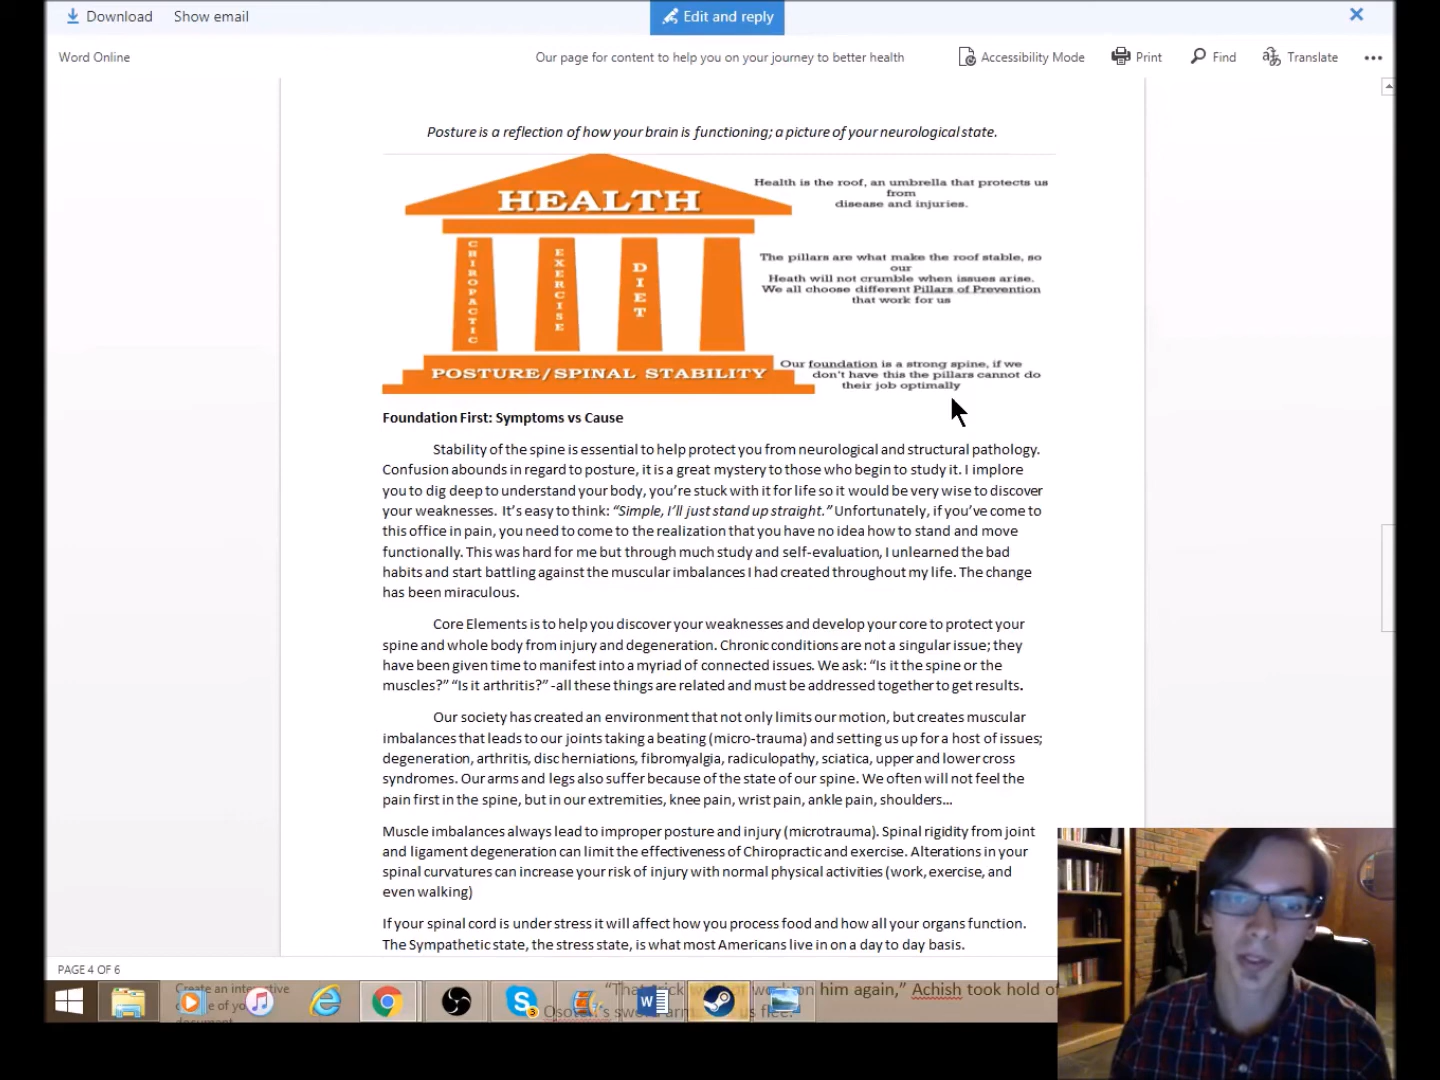 Download Show email Edit and reply
Word Online Our page for content to help you on your journey to better health Accessibility Mode Print Find Translate
Posture is a reflection of how your brain is functioning; a picture of your neurological state.
HEALTH
CHIROPACTIC
EXERCISE
DIET
POSTURE/SPINAL STABILITY
Health is the roof, an umbrella that protects us
from
disease and injuries.
The pillars are what make the roof stable, so
our
Heath will not crumble when issues arise.
We all choose different Pillars of Prevention
that work for us
Our foundation is a strong spine, if we
don't have this the pillars cannot do
their job optimally
Foundation First: Symptoms vs Cause
Stability of the spine is essential to help protect you from neurological and structural pathology.
Confusion abounds in regard to posture, it is a great mystery to those who begin to study it. I implore
you to dig deep to understand your body, you're stuck with it for life so it would be very wise to discover
your weaknesses. It's easy to think: “Simple, I'll just stand up straight.” Unfortunately, if you've come to
this office in pain, you need to come to the realization that you have no idea how to stand and move
functionally. This was hard for me but through much study and self-evaluation, I unlearned the bad
habits and start battling against the muscular imbalances I had created throughout my life. The change
has been miraculous.
Core Elements is to help you discover your weaknesses and develop your core to protect your
spine and whole body from injury and degeneration. Chronic conditions are not a singular issue; they
have been given time to manifest into a myriad of connected issues. We ask: “Is it the spine or the
muscles?” “Is it arthritis?” -all these things are related and must be addressed together to get results.
Our society has created an environment that not only limits our motion, but creates muscular
imbalances that leads to our joints taking a beating (micro-trauma) and setting us up for a host of issues;
degeneration, arthritis, disc herniations, fibromyalgia, radiculopathy, sciatica, upper and lower cross
syndromes. Our arms and legs also suffer because of the state of our spine. We often will not feel the
pain first in the spine, but in our extremities, knee pain, wrist pain, ankle pain, shoulders...
Muscle imbalances always lead to improper posture and injury (microtrauma). Spinal rigidity from joint
and ligament degeneration can limit the effectiveness of Chiropractic and exercise. Alterations in your
spinal curvatures can increase your risk of injury with normal physical activities (work, exercise, and
even walking)
If your spinal cord is under stress it will affect how you process food and how all your organs function.
The Sympathetic state, the stress state, is what most Americans live in on a day to day basis.
PAGE 4 OF 6
Create an
him again,” Achish took hold of
3